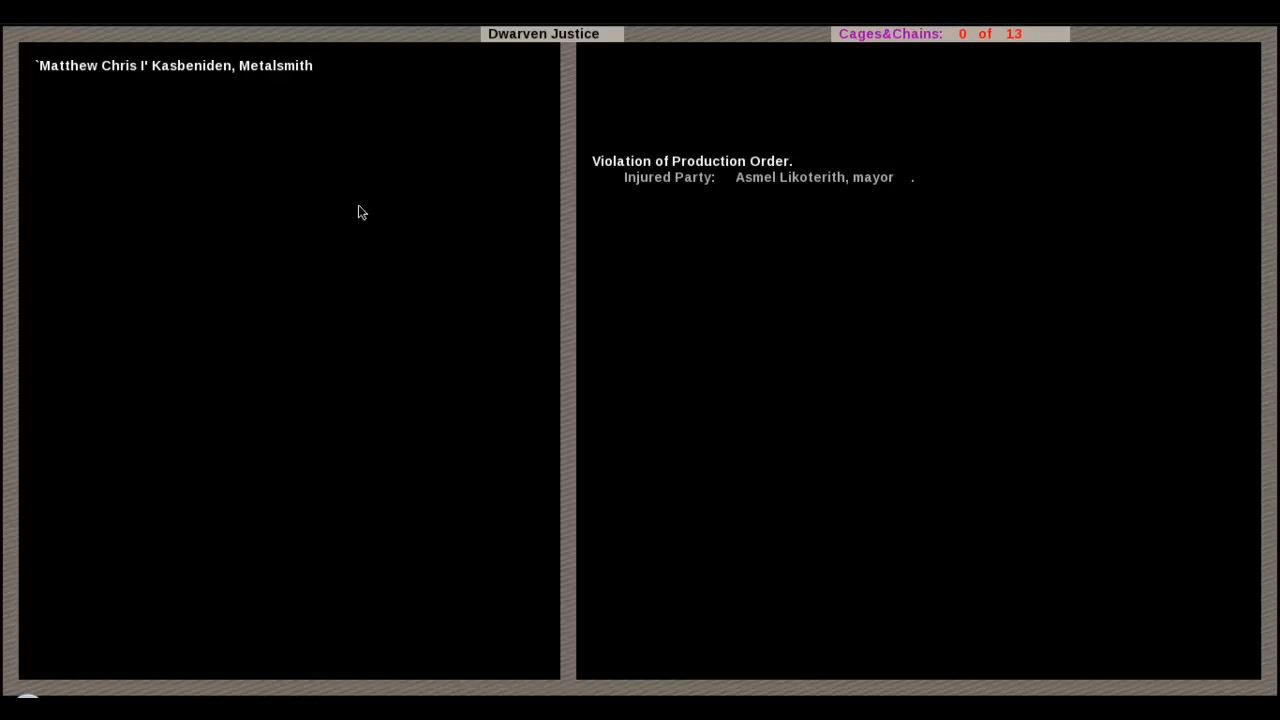 Dwarven Justice
Cages&Chains: 0 of 13
`Matthew Chris I' Kasbeniden, Metalsmith
Violation of Production Order.
Injured Party: Asmel Likoterith, mayor .